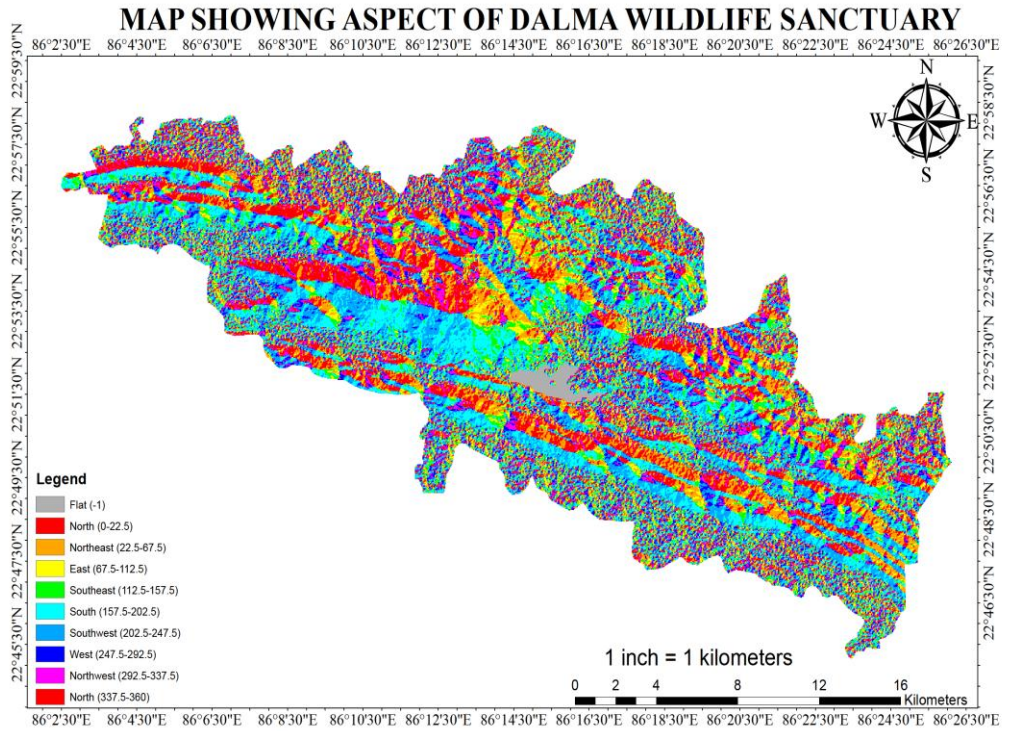 MAP SHOWING ASPECT OF DALMA WILDLIFE SANCTUARY
86°2'30"E 86°4'30"E 86°6'30"E 86°8'30"E 86°10'30"E 86°12'30"E 86°14'30"E 86°16'30"E 86°18'30"E 86°20'30"E 86°22'30"E 86°24'30"E 86°26'30"E
22°59'30"N
22°57'30"N
22°55'30"N
22°53'30"N
22°51'30"N
22°49'30"N
22°47'30"N
22°45'30"N
N
W E
S
22°58'30"N
22°56'30"N
22°54'30"N
22°52'30"N
22°50'30"N
22°48'30"N
22°46'30"N
Legend
Flat (-1)
North (0-22.5)
Northeast (22.5-67.5)
East (67.5-112.5)
Southeast (112.5-157.5)
South (157.5-202.5)
Southwest (202.5-247.5)
West (247.5-292.5)
Northwest (292.5-337.5)
North (337.5-360)
1 inch = 1 kilometers
0 2 4 8 12 16
Kilometers
86°2'30"E 86°4'30"E 86°6'30"E 86°8'30"E 86°10'30"E 86°12'30"E 86°14'30"E 86°16'30"E 86°18'30"E 86°20'30"E 86°22'30"E 86°24'30"E 86°26'30"E